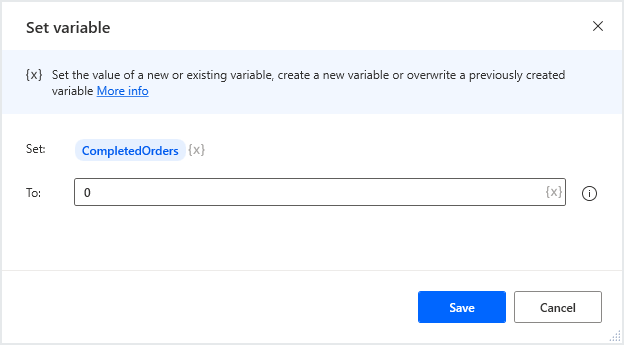 Set variable
{x} Set the value of a new or existing variable, create a new variable or overwrite a previously created
variable More info
Set: CompletedOrders {x}
To: 0 {x}
Save Cancel